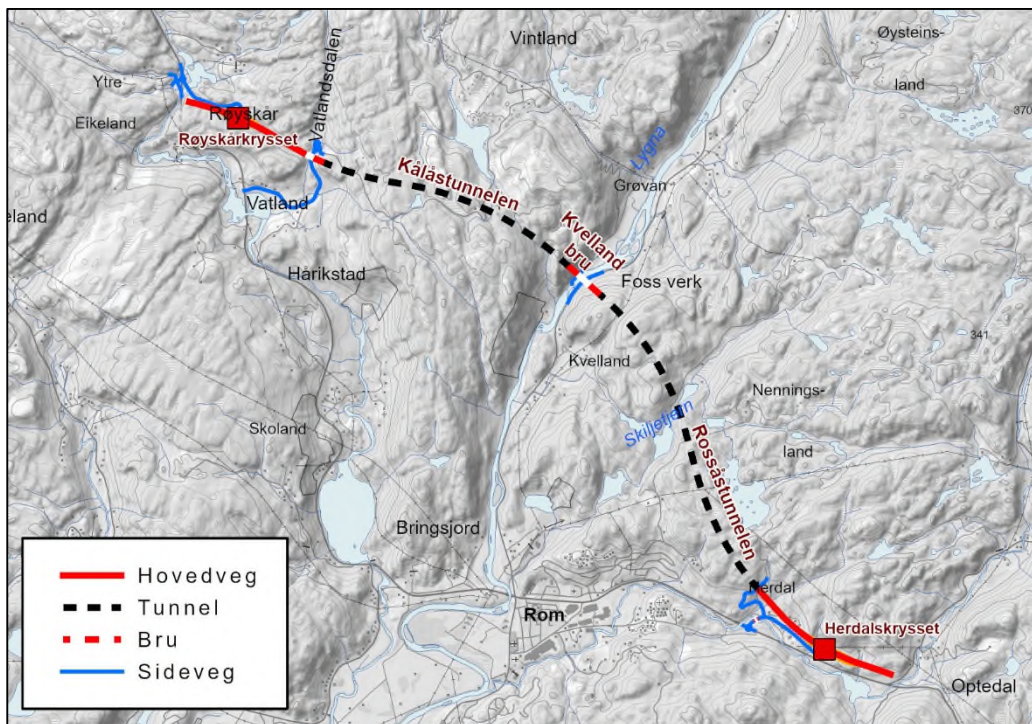 Vintland
Øysteins-
land
370
Ytre
Røyskår
Eikeland
Røyskårkrysset
Vatlandsdalen
Lygna
Kålåstunnelen
Grøvan
Vatland
eland
Kvelland
bru
Hårikstad
Foss verk
341
Kvelland
Nennings-
land
Skiljetjern
Skoland
Rossåstunnelen
Bringsjord
Herdal
Rom
Herdalskrysset
Optedal
Hovedveg
Tunnel
Bru
Sideveg